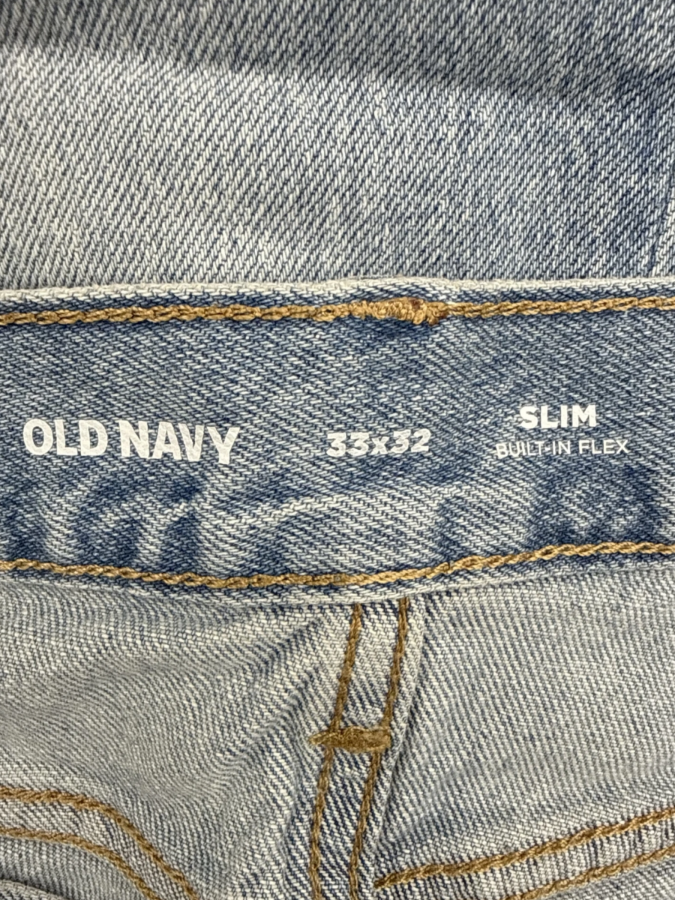 OLD NAVY
33x32
SLIM
BUILT-IN FLEX